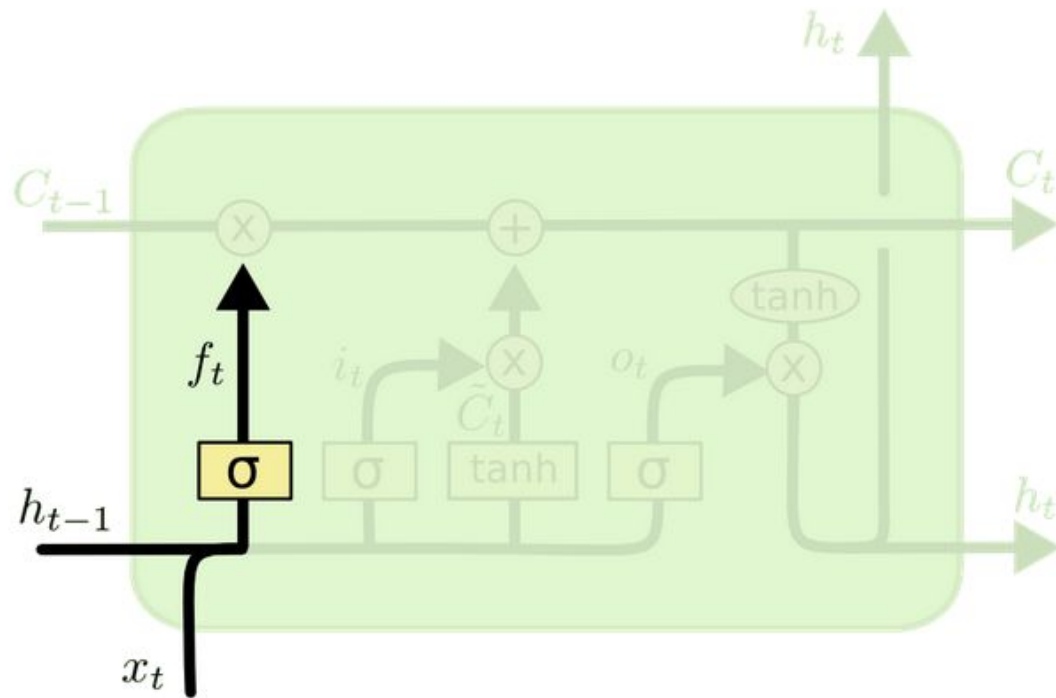 h_t
C_{t-1} C_t
x +
tanh
f_t i_t x o_t x
C̃_t
σ σ tanh σ
h_{t-1} h_t
x_t